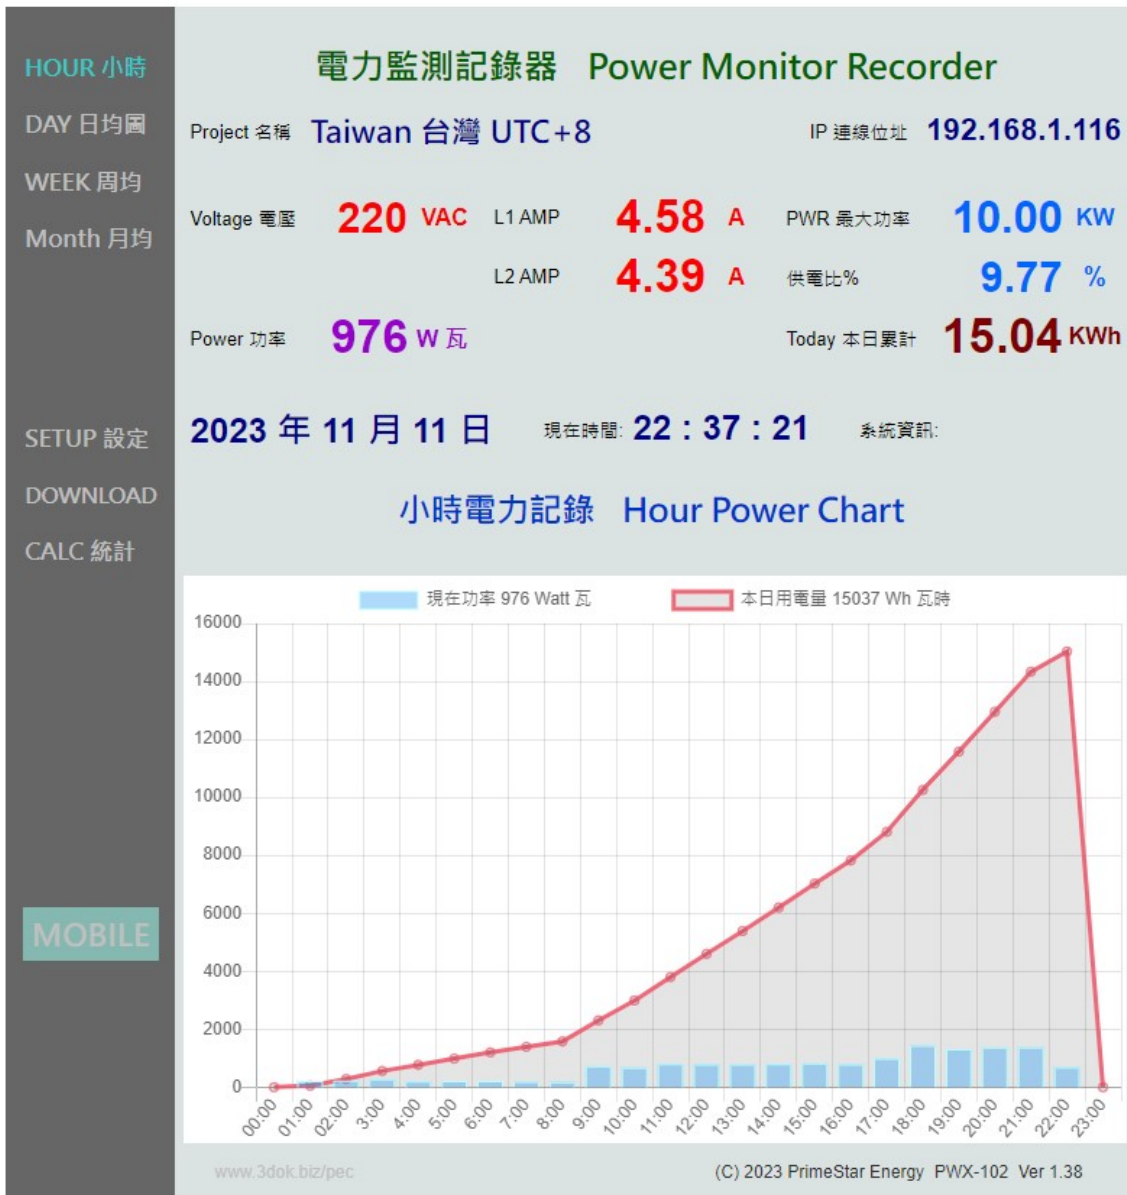 HOUR 小時
DAY 日均圖
WEEK 周均
Month 月均
SETUP 設定
DOWNLOAD
CALC 統計
MOBILE
電力監測記錄器 Power Monitor Recorder
Project 名稱 Taiwan 台灣 UTC+8 IP 連線位址 192.168.1.116
Voltage 電壓 220 VAC L1 AMP 4.58 A PWR 最大功率 10.00 KW
L2 AMP 4.39 A 供電比% 9.77 %
Power 功率 976 W 瓦 Today 本日累計 15.04 KWh
2023 年 11 月 11 日 現在時間: 22 : 37 : 21 系統資訊:
小時電力記錄 Hour Power Chart
現在功率 976 Watt 瓦 本日用電量 15037 Wh 瓦時
16000
14000
12000
10000
8000
6000
4000
2000
0
00:00 01:00 02:00 3:00 4:00 5:00 6:00 7:00 8:00 9:00 10:00 11:00 12:00 13:00 14:00 15:00 16:00 17:00 18:00 19:00 20:00 21:00 22:00 23:00
www.3dok.biz/pec (C) 2023 PrimeStar Energy PWX-102 Ver 1.38